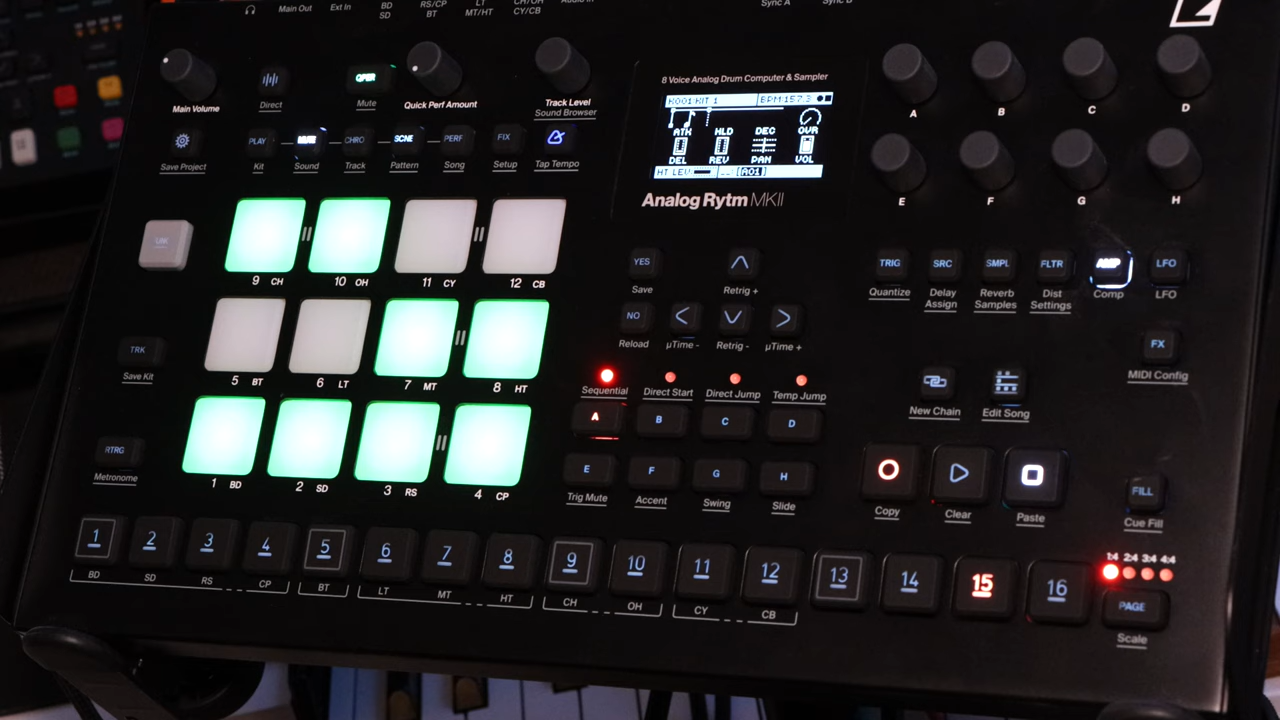 Main Out
Ext In
BD
SD
RS/CP
BT
LT
MT/HT
CH/OH
CY/CB
Audio In
Sync A
Sync B
Main Volume
Direct
Mute
Quick Perf Amount
Track Level
Sound Browser
Save Project
PLAY
MUTE
CHRO
SCNE
PERF
FIX
Kit
Sound
Track
Pattern
Song
Setup
Tap Tempo
8 Voice Analog Drum Computer & Sampler
K001:KIT 1
BPM:157.3
ATK
HLD
DEC
OVR
DEL
REV
PAN
VOL
HT LEV
[A01]
Analog Rytm MKII
A
B
C
D
E
F
G
H
9 CH
10 OH
11 CY
12 CB
5 BT
6 LT
7 MT
8 HT
1 BD
2 SD
3 RS
4 CP
TRK
Save Kit
RTRG
Metronome
YES
Save
Retrig +
NO
Reload
µTime -
Retrig -
µTime +
Sequential
Direct Start
Direct Jump
Temp Jump
A
B
C
D
E
F
G
H
Trig Mute
Accent
Swing
Slide
TRIG
SRC
SMPL
FLTR
AMP
LFO
Quantize
Delay
Assign
Reverb
Samples
Dist
Settings
Comp
LFO
FX
MIDI Config
New Chain
Edit Song
Copy
Clear
Paste
FILL
Cue Fill
1 2 3 4 5 6 7 8 9 10 11 12 13 14 15 16
BD SD RS CP BT LT MT HT CH OH CY CB
1:4 2:4 3:4 4:4
PAGE
Scale